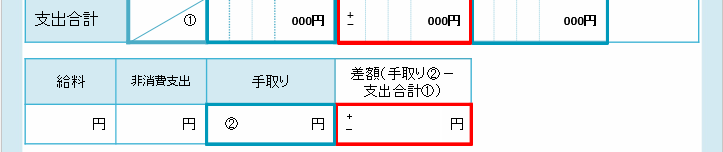 支出合計 ① 000円 ± 000円 000円
給料 非消費支出 手取り 差額(手取り②－
支出合計①)
円 円 ② 円 ± 円